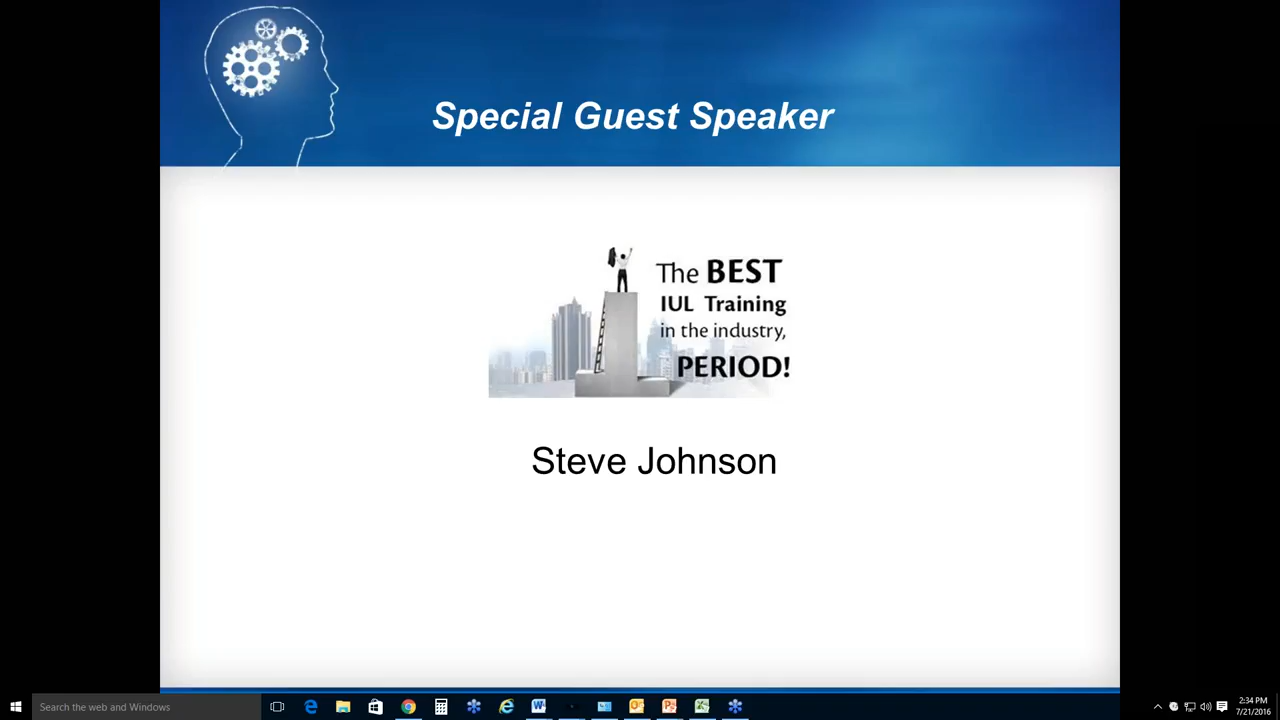 Special Guest Speaker
The BEST
IUL Training
in the industry,
PERIOD!
Steve Johnson
Search the web and Windows
2:34 PM
7/21/2016